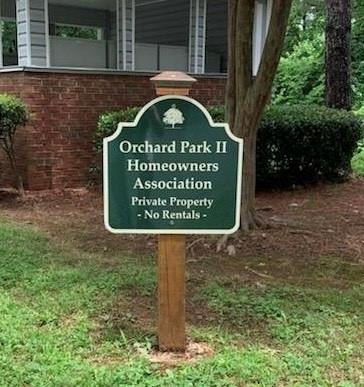 Orchard Park II
Homeowners
Association
Private Property
- No Rentals -